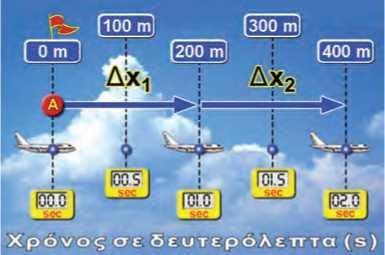 100 m 300 m
0 m 200 m 400 m
Δx₁ Δx₂
A
00.5 sec 01.5 sec
00.0 sec 01.0 sec 02.0 sec
Χρόνος σε δευτερόλεπτα (s)